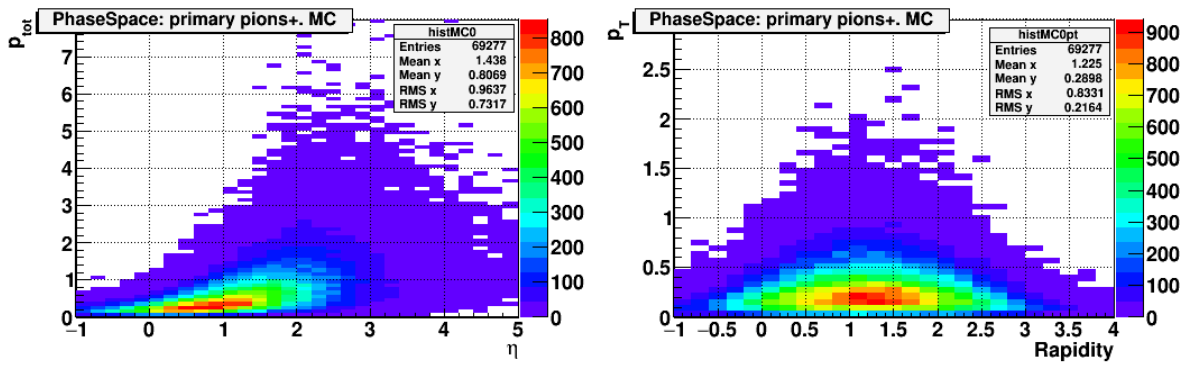 PhaseSpace: primary pions+. MC
p_tot
histMC0
Entries 69277
Mean x 1.438
Mean y 0.8069
RMS x 0.9637
RMS y 0.7317
7
6
5
4
3
2
1
0
−1 0 1 2 3 4 5
η
800
700
600
500
400
300
200
100
0
PhaseSpace: primary pions+. MC
p_T
histMC0pt
Entries 69277
Mean x 1.225
Mean y 0.2898
RMS x 0.8331
RMS y 0.2164
2.5
2
1.5
1
0.5
0
−1 −0.5 0 0.5 1 1.5 2 2.5 3 3.5 4
Rapidity
900
800
700
600
500
400
300
200
100
0